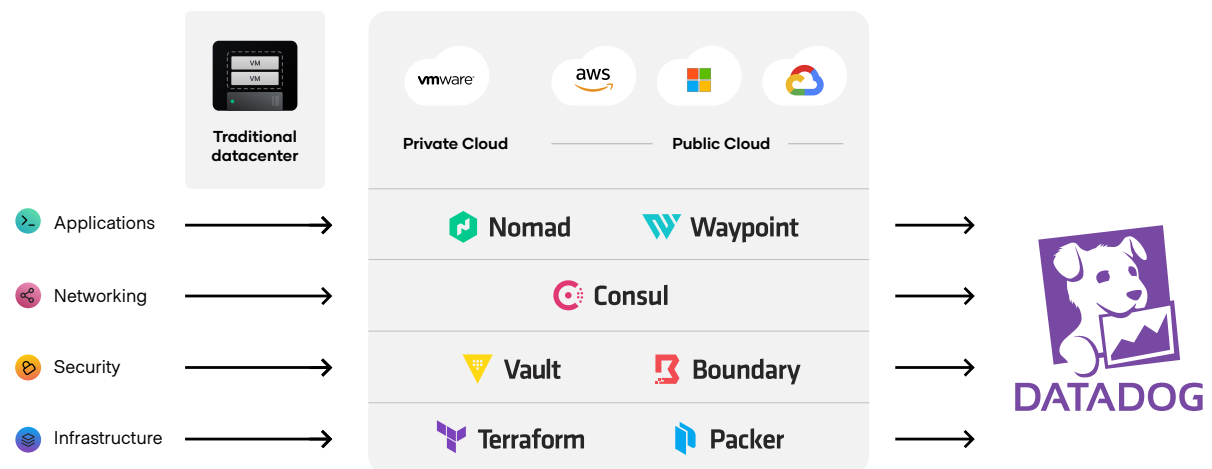 VM
VM
Traditional
datacenter
vmware®
aws
Private Cloud
Public Cloud
Applications
Nomad
Waypoint
Networking
Consul
Security
Vault
Boundary
Infrastructure
Terraform
Packer
DATADOG